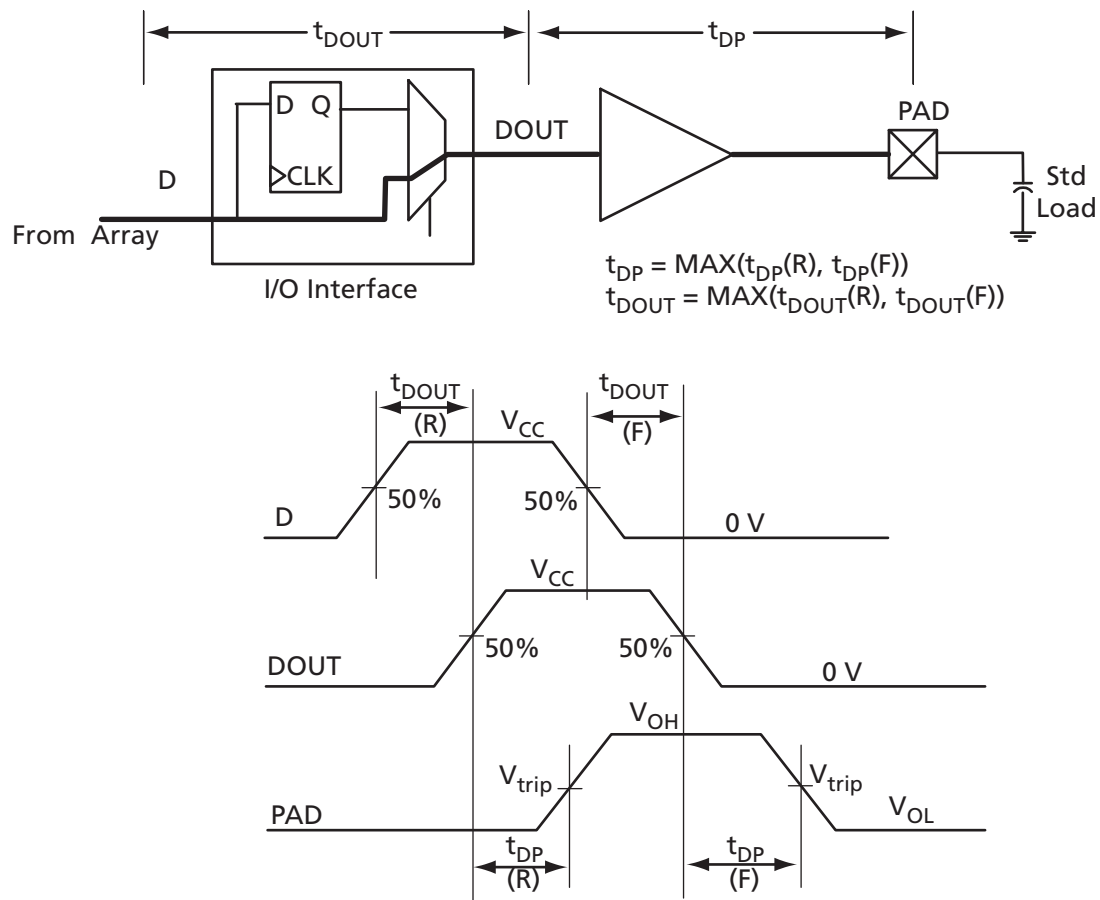 tDOUT
tDP
D Q
CLK
DOUT
PAD
D
From Array
I/O Interface
Std
Load
tDP = MAX(tDP(R), tDP(F))
tDOUT = MAX(tDOUT(R), tDOUT(F))
tDOUT
(R)
tDOUT
(F)
VCC
50%
50%
D
0 V
VCC
50%
50%
DOUT
0 V
VOH
Vtrip
Vtrip
PAD
VOL
tDP
(R)
tDP
(F)